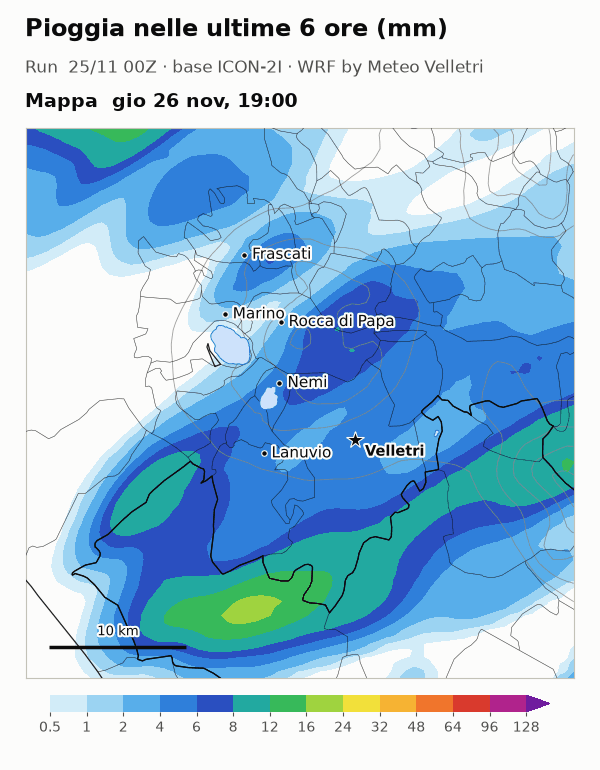 Pioggia nelle ultime 6 ore (mm)
Run 25/11 00Z · base ICON-2I · WRF by Meteo Velletri
Mappa gio 26 nov, 19:00
Frascati
Marino
Rocca di Papa
Nemi
Velletri
Lanuvio
10 km
0.5 1 2 4 6 8 12 16 24 32 48 64 96 128